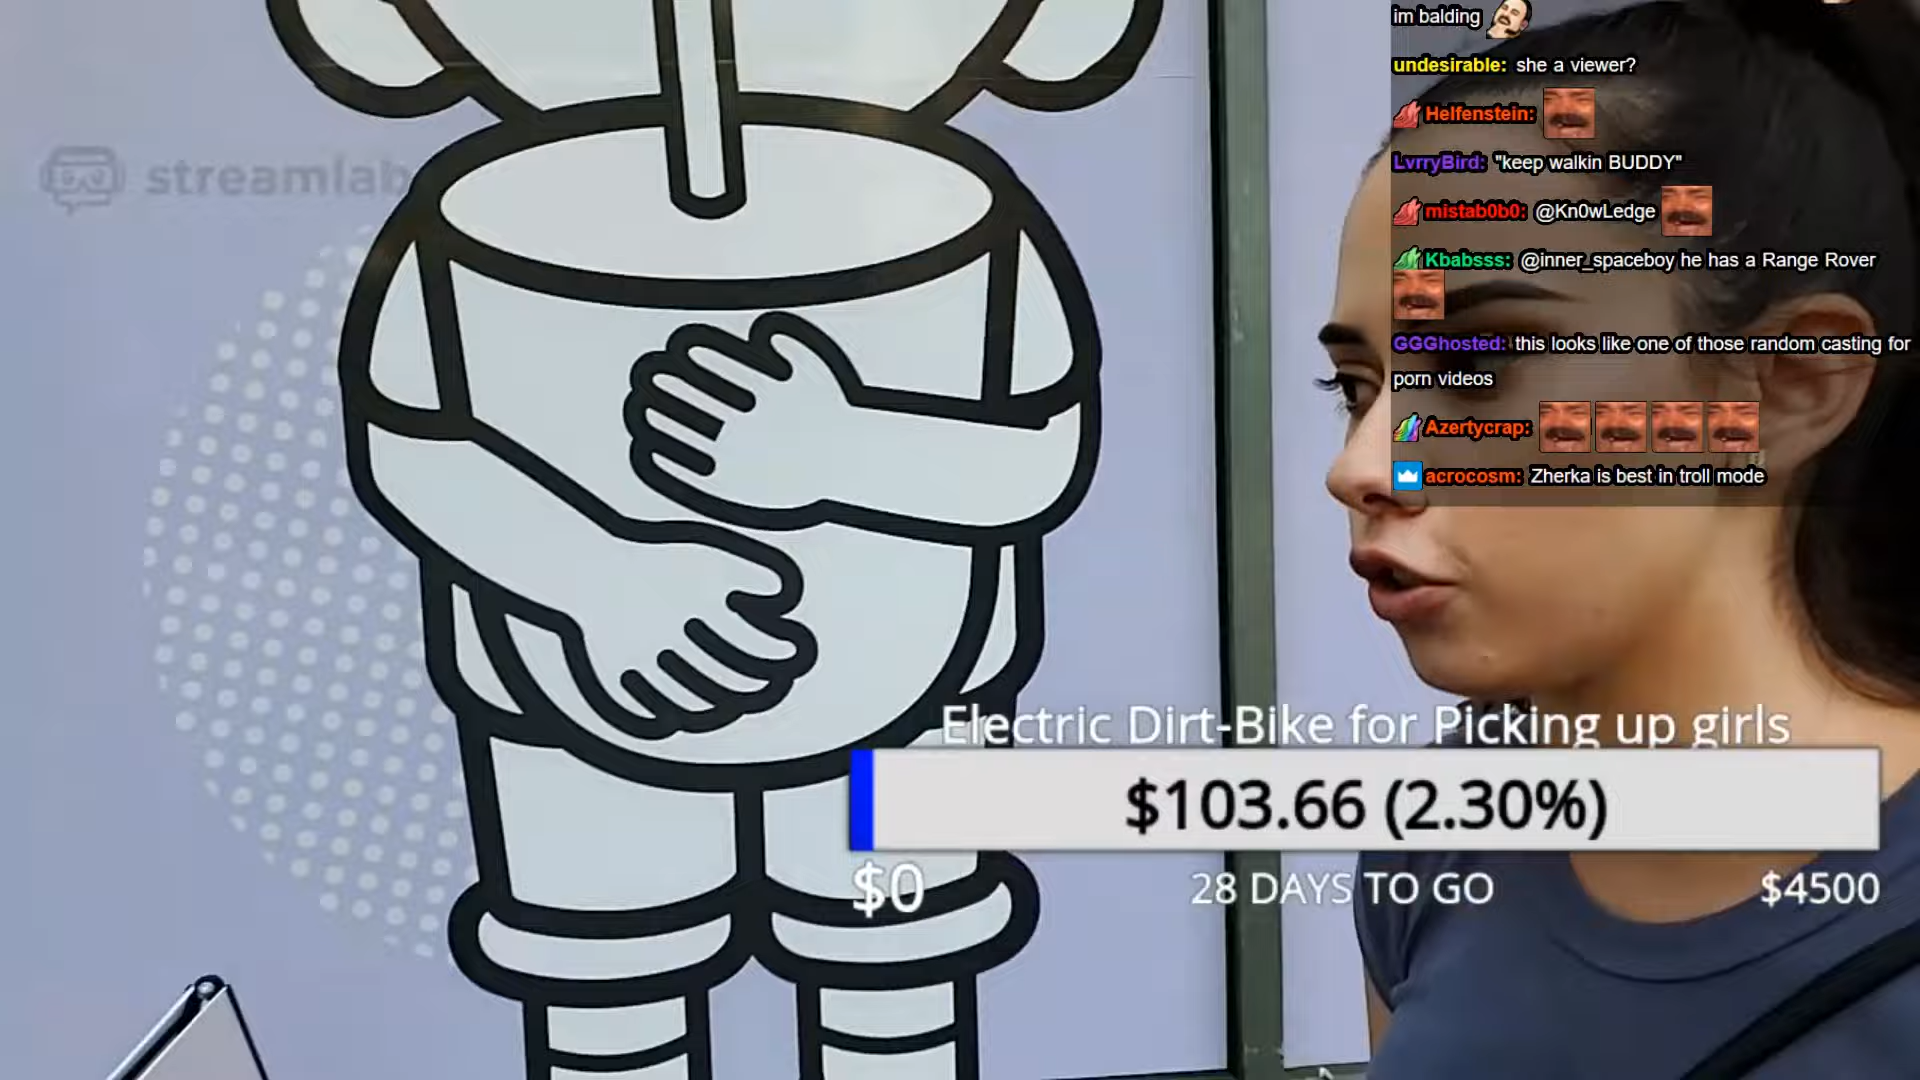 im balding
undesirable: she a viewer?
Helfenstein:
LvrryBird: "keep walkin BUDDY"
mistab0b0: @Kn0wLedge
Kbabsss: @inner_spaceboy he has a Range Rover
GGGhosted: this looks like one of those random casting for
porn videos
Azertycrap:
acrocosm: Zherka is best in troll mode
streamlab
Electric Dirt-Bike for Picking up girls
$103.66 (2.30%)
$0 28 DAYS TO GO $4500